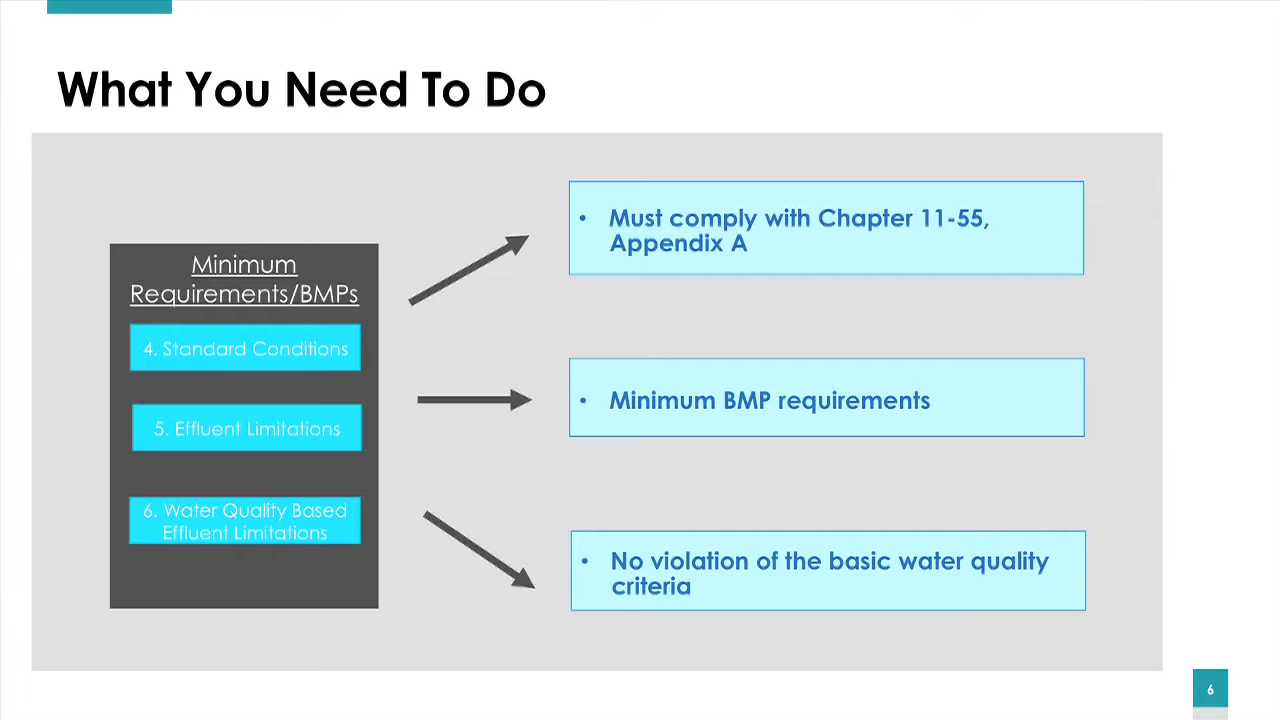 What You Need To Do
Minimum
Requirements/BMPs
4. Standard Conditions
5. Effluent Limitations
6. Water Quality Based
Effluent Limitations
• Must comply with Chapter 11-55,
Appendix A
• Minimum BMP requirements
• No violation of the basic water quality
criteria
6